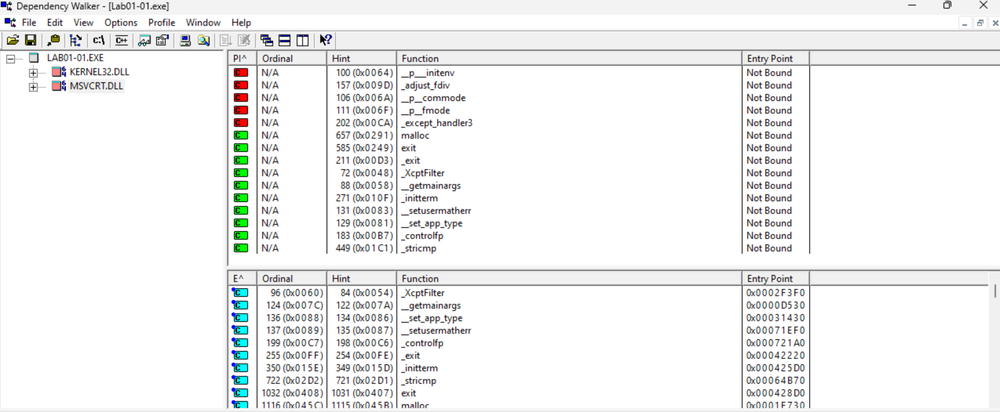 Dependency Walker - [Lab01-01.exe]
File Edit View Options Profile Window Help
c:\ C++ ?
LAB01-01.EXE
64 KERNEL32.DLL
64 MSVCRT.DLL
PI^ Ordinal Hint Function Entry Point
C N/A 100 (0x0064) __p___initenv Not Bound
C N/A 157 (0x009D) _adjust_fdiv Not Bound
C N/A 106 (0x006A) __p__commode Not Bound
C N/A 111 (0x006F) __p__fmode Not Bound
C N/A 202 (0x00CA) _except_handler3 Not Bound
C N/A 657 (0x0291) malloc Not Bound
C N/A 585 (0x0249) exit Not Bound
C N/A 211 (0x00D3) _exit Not Bound
C N/A 72 (0x0048) _XcptFilter Not Bound
C N/A 88 (0x0058) __getmainargs Not Bound
C N/A 271 (0x010F) _initterm Not Bound
C N/A 131 (0x0083) __setusermatherr Not Bound
C N/A 129 (0x0081) __set_app_type Not Bound
C N/A 183 (0x00B7) _controlfp Not Bound
C N/A 449 (0x01C1) _stricmp Not Bound
E^ Ordinal Hint Function Entry Point
C 96 (0x0060) 84 (0x0054) _XcptFilter 0x0002F3F0
C 124 (0x007C) 122 (0x007A) __getmainargs 0x0000D530
C 136 (0x0088) 134 (0x0086) __set_app_type 0x00031430
C 137 (0x0089) 135 (0x0087) __setusermatherr 0x00071EF0
C 199 (0x00C7) 198 (0x00C6) _controlfp 0x000721A0
C 255 (0x00FF) 254 (0x00FE) _exit 0x00042220
C 350 (0x015E) 349 (0x015D) _initterm 0x000425D0
C 722 (0x02D2) 721 (0x02D1) _stricmp 0x00064B70
C 1032 (0x0408) 1031 (0x0407) exit 0x000428D0
C 1116 (0x045C) 1115 (0x045B) malloc